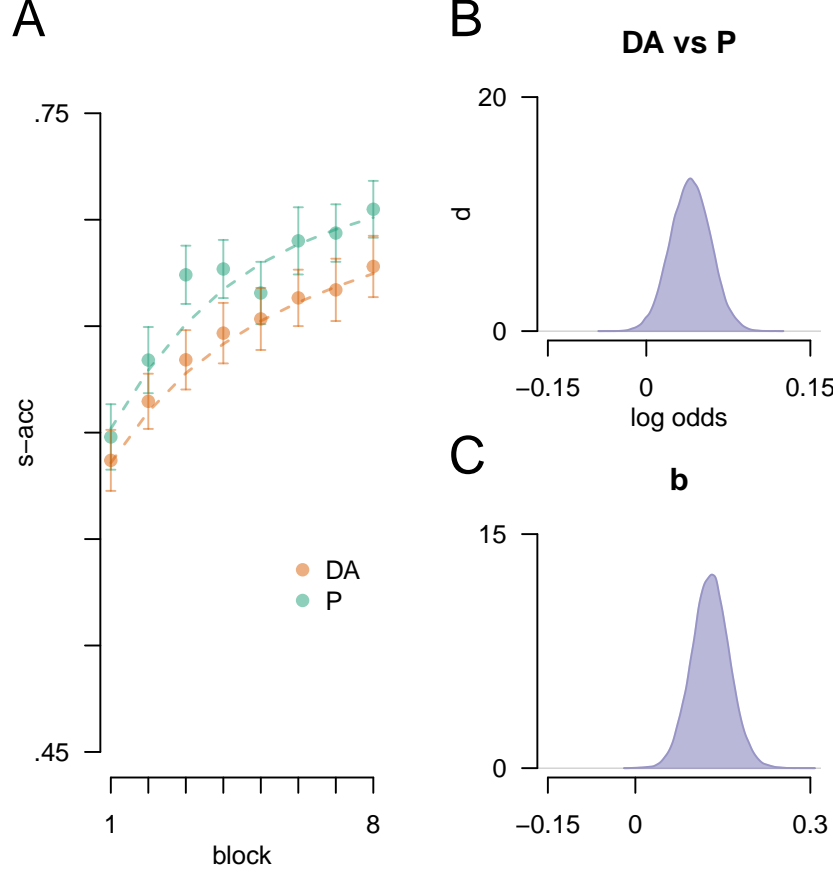 A
.75
s−acc
DA
P
.45
1
8
block
B
DA vs P
20
d
0
−0.15
0
0.15
log odds
C
b
15
0
−0.15
0
0.3